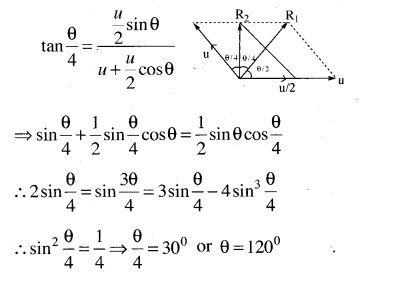 tan θ/4 = (u/2 sinθ)/(u + u/2 cosθ)
R₂ R₁
u θ/4 θ/4 θ/2 u/2 u
⇒ sin θ/4 + 1/2 sin θ/4 cosθ = 1/2 sinθ cos θ/4
∴ 2sin θ/4 = sin 3θ/4 = 3sin θ/4 − 4sin³ θ/4
∴ sin² θ/4 = 1/4 ⇒ θ/4 = 30⁰ or θ = 120⁰ .